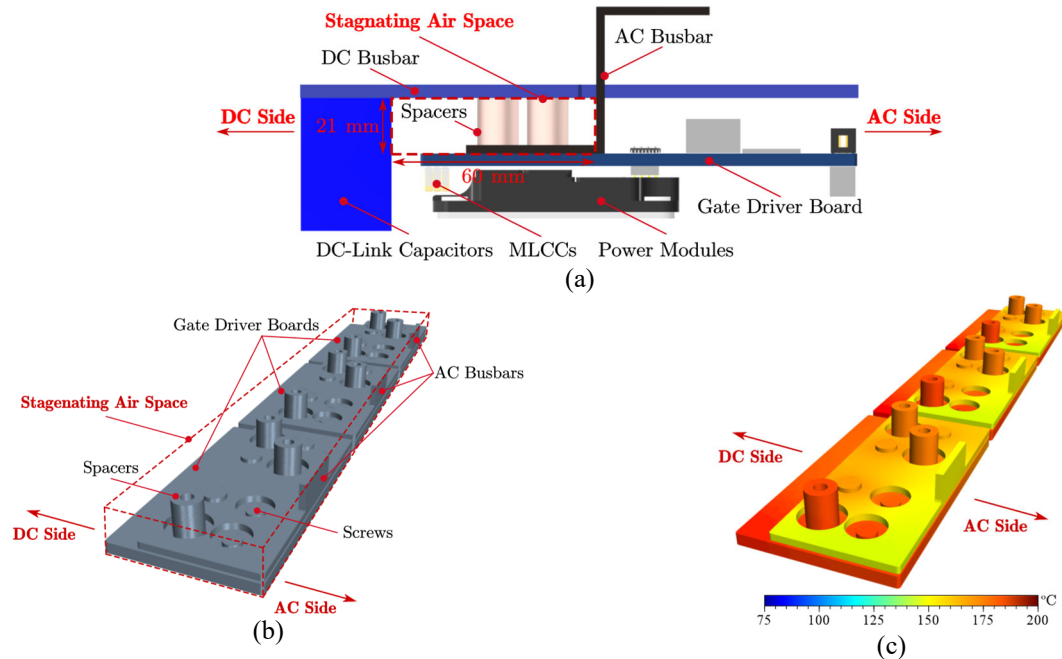 Stagnating Air Space
AC Busbar
DC Busbar
DC Side
Spacers
21 mm
AC Side
60 mm
Gate Driver Board
DC-Link Capacitors
MLCCs
Power Modules
(a)
Gate Driver Boards
AC Busbars
Stagenating Air Space
Spacers
Screws
DC Side
AC Side
(b)
DC Side
AC Side
ºC
75 100 125 150 175 200
(c)